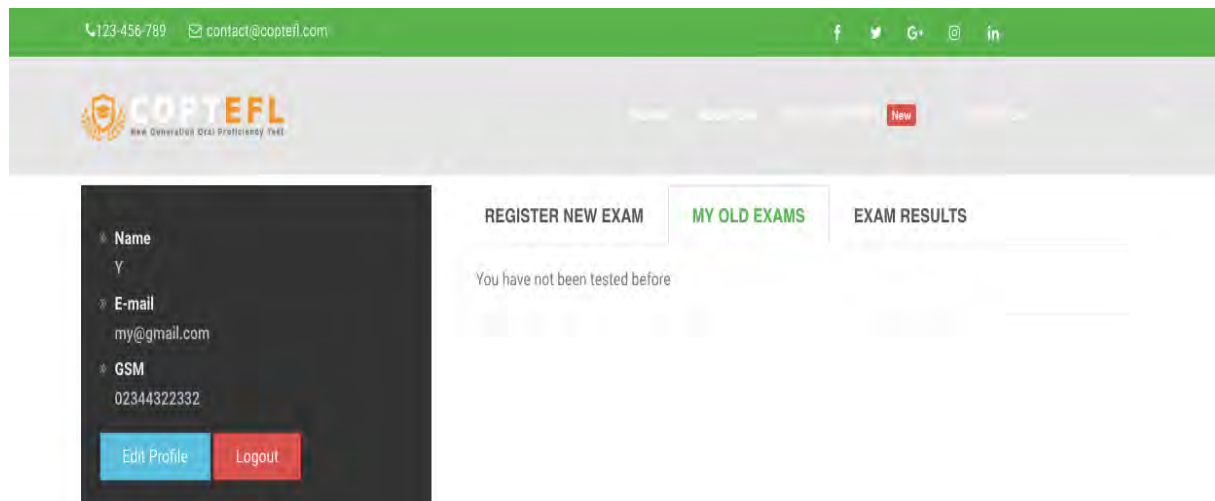 123-456-789 contact@coptefl.com
f G+ in
COPTEFL
New Generation Oral Proficiency Test
New
REGISTER NEW EXAM MY OLD EXAMS EXAM RESULTS
Name
Y
E-mail
my@gmail.com
GSM
02344322332
Edit Profile Logout
You have not been tested before